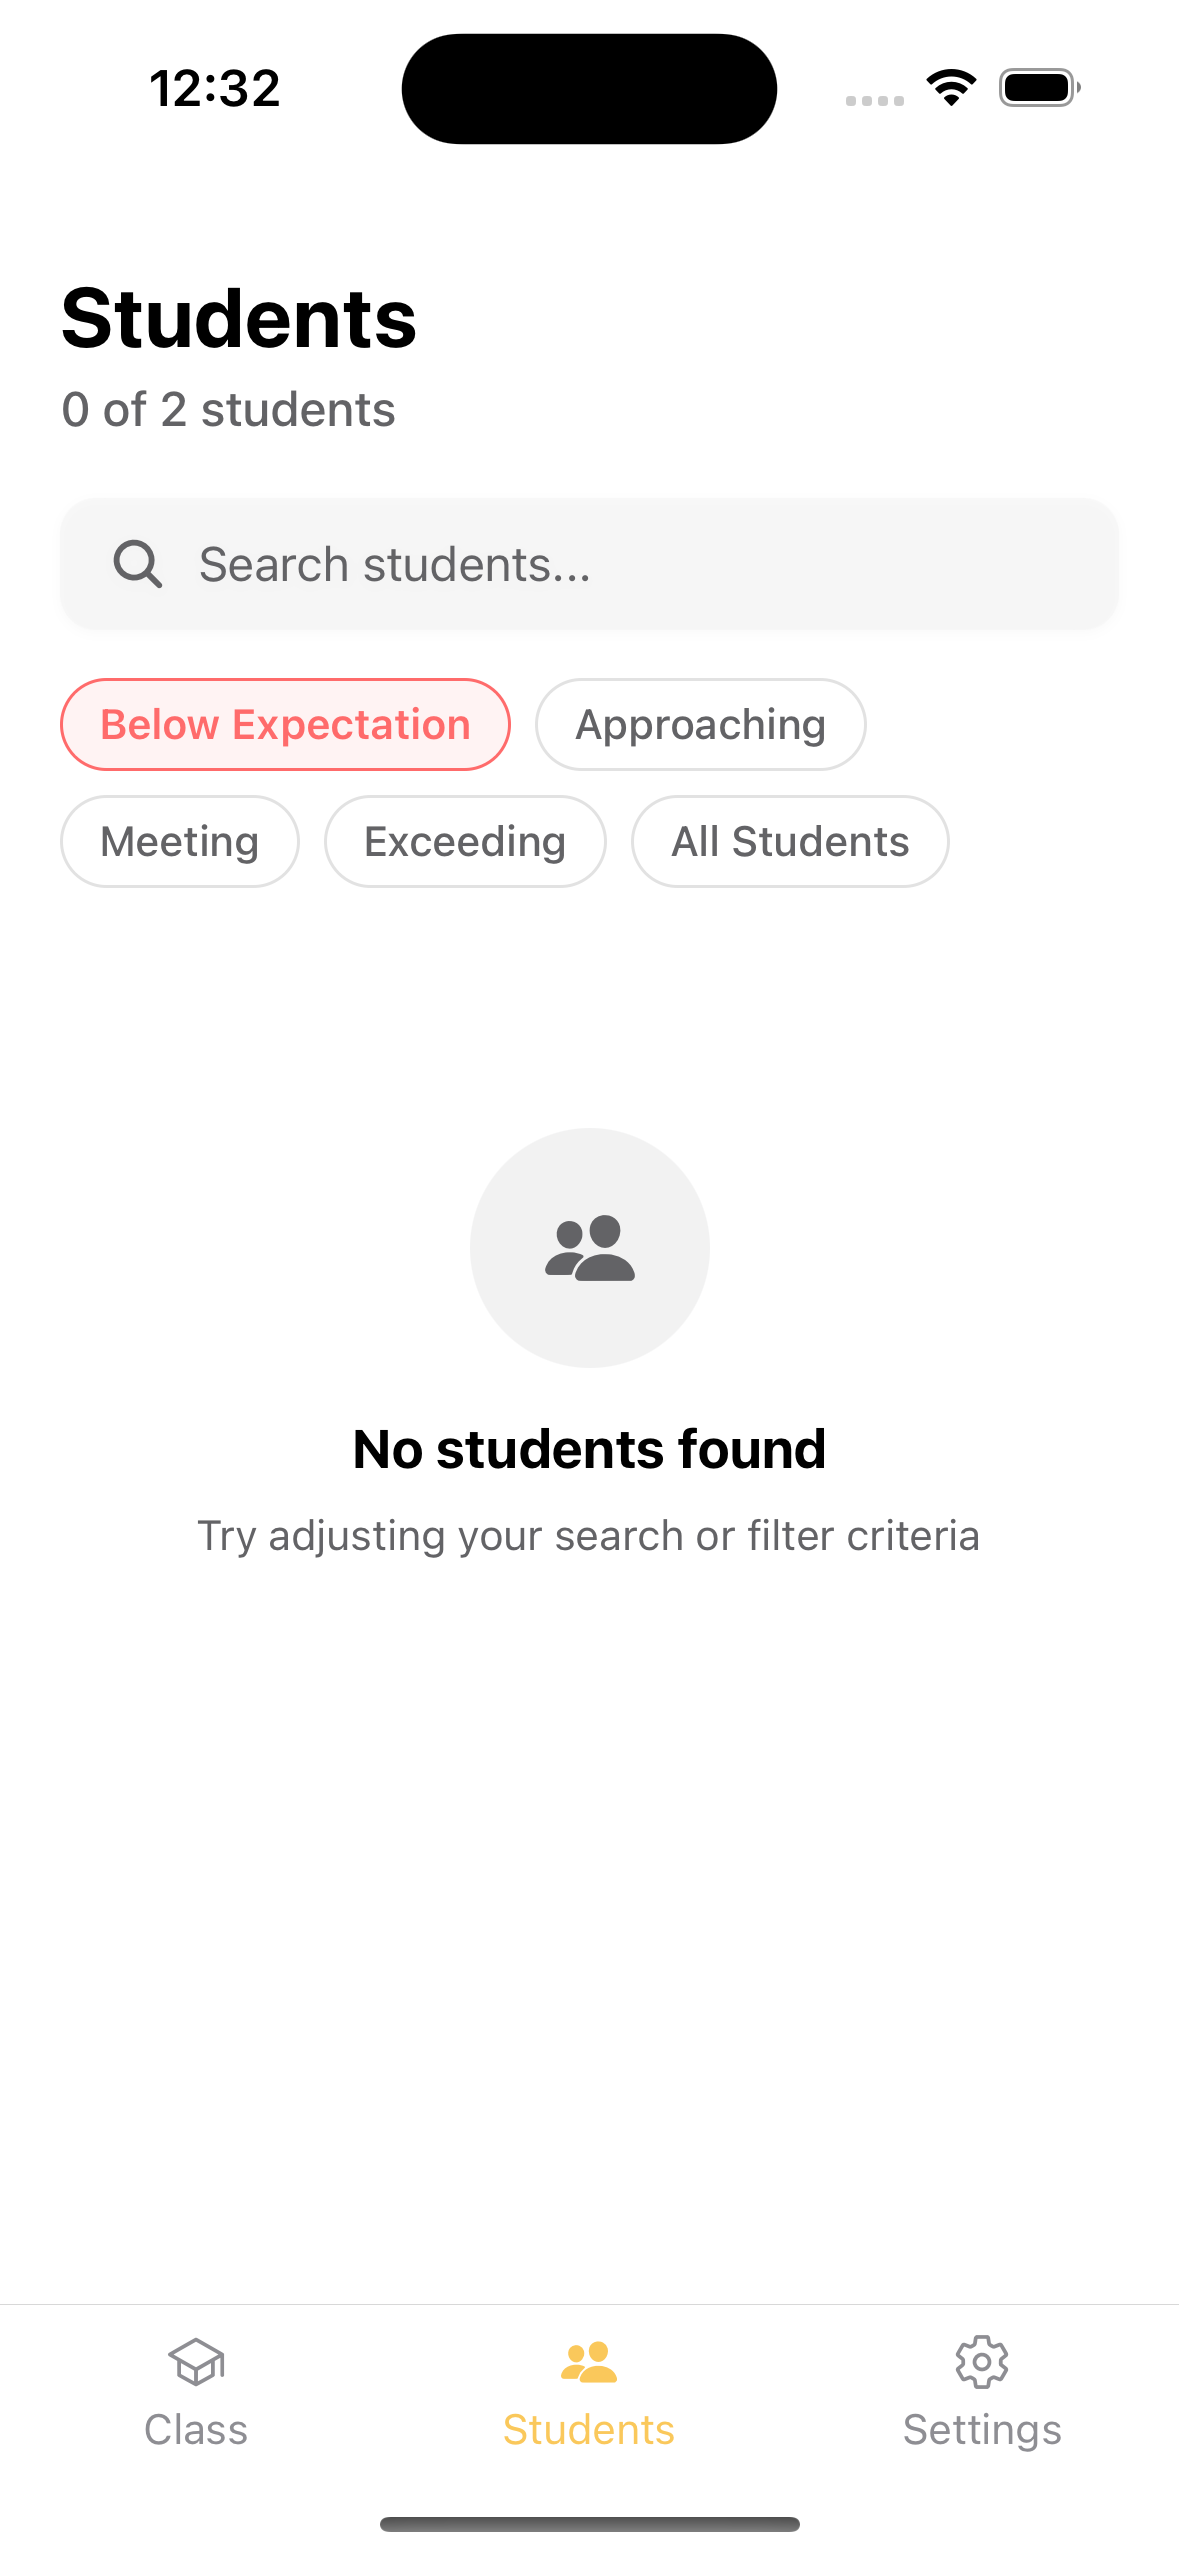 12:32
Students
0 of 2 students
Search students...
Below Expectation
Approaching
Meeting
Exceeding
All Students
No students found
Try adjusting your search or filter criteria
Class
Students
Settings